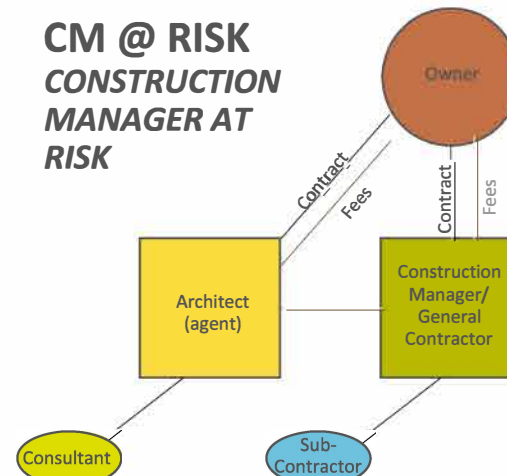 CM @ RISK
CONSTRUCTION
MANAGER AT
RISK
Owner
Contract
Fees
Contract
Fees
Architect
(agent)
Construction
Manager/
General
Contractor
Consultant
Sub-
Contractor